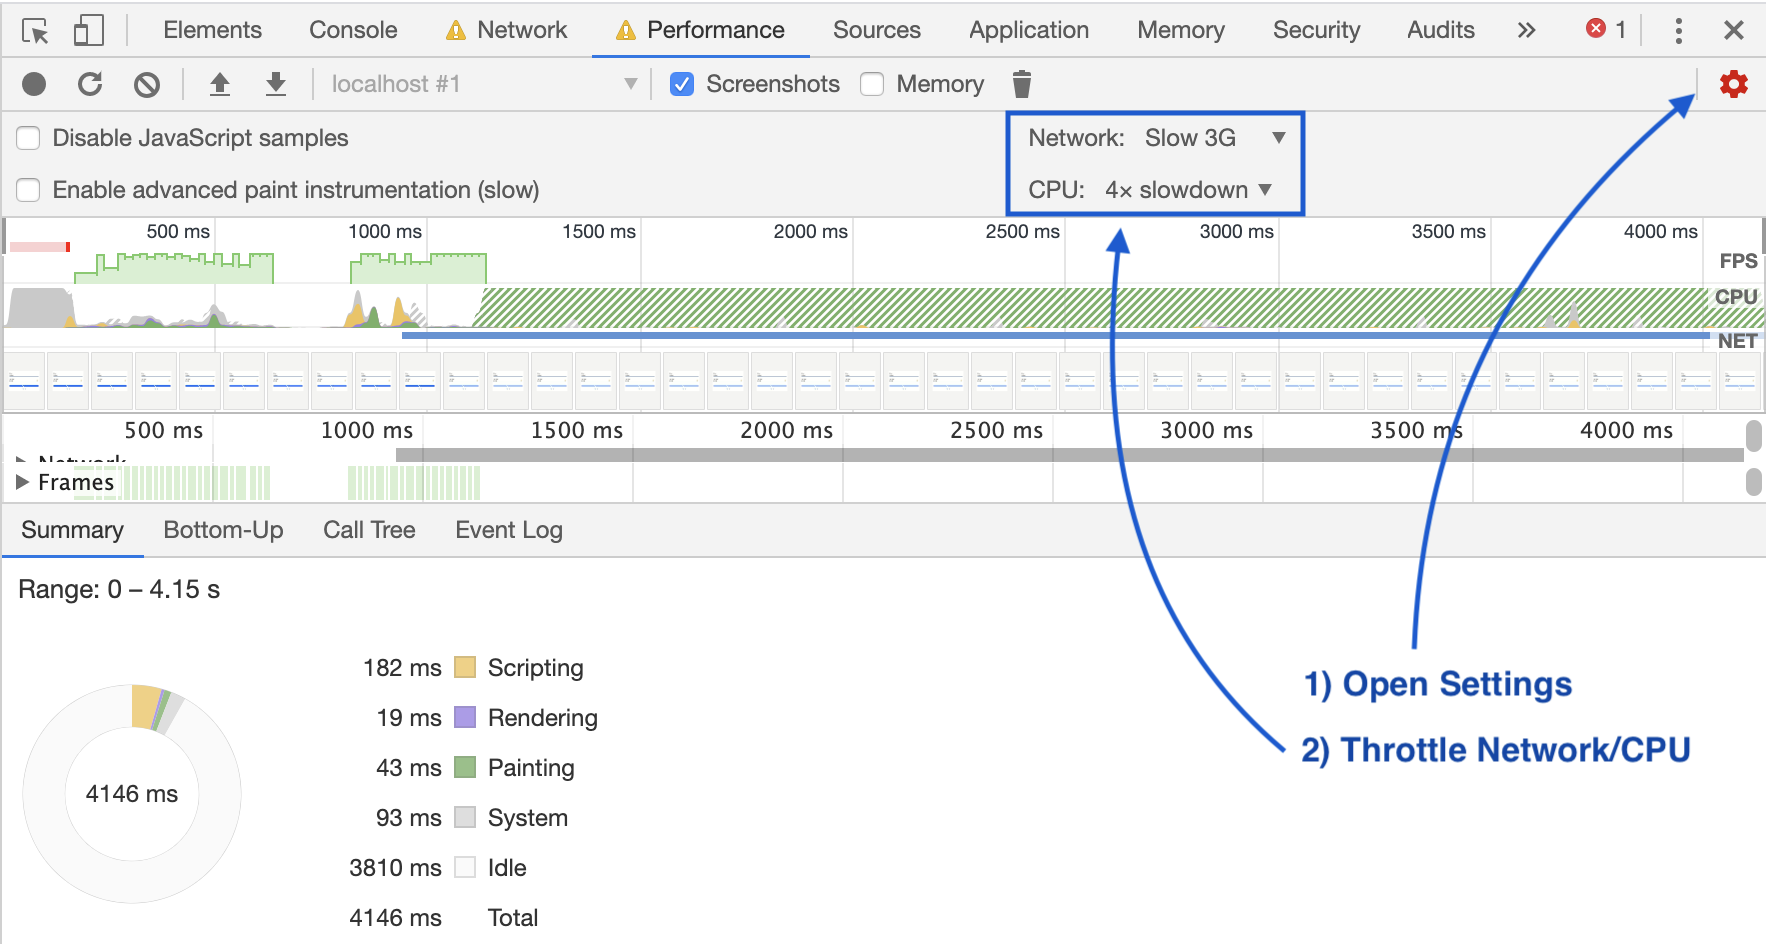 Elements Console Network Performance Sources Application Memory Security Audits » 1
localhost #1 Screenshots Memory
Disable JavaScript samples Network: Slow 3G
Enable advanced paint instrumentation (slow) CPU: 4× slowdown
500 ms 1000 ms 1500 ms 2000 ms 2500 ms 3000 ms 3500 ms 4000 ms
FPS
CPU
NET
500 ms 1000 ms 1500 ms 2000 ms 2500 ms 3000 ms 3500 ms 4000 ms
Network
Frames
Summary Bottom-Up Call Tree Event Log
Range: 0 – 4.15 s
182 ms Scripting
19 ms Rendering
43 ms Painting
93 ms System
3810 ms Idle
4146 ms Total
4146 ms
1) Open Settings
2) Throttle Network/CPU